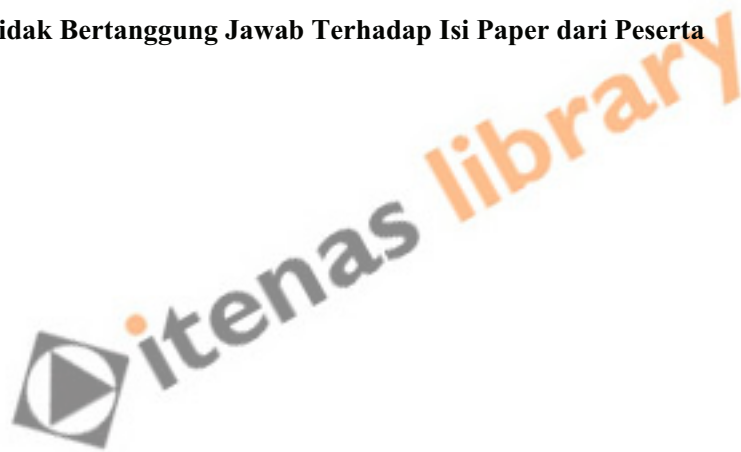 idak Bertanggung Jawab Terhadap Isi Paper dari Peserta
itenas library